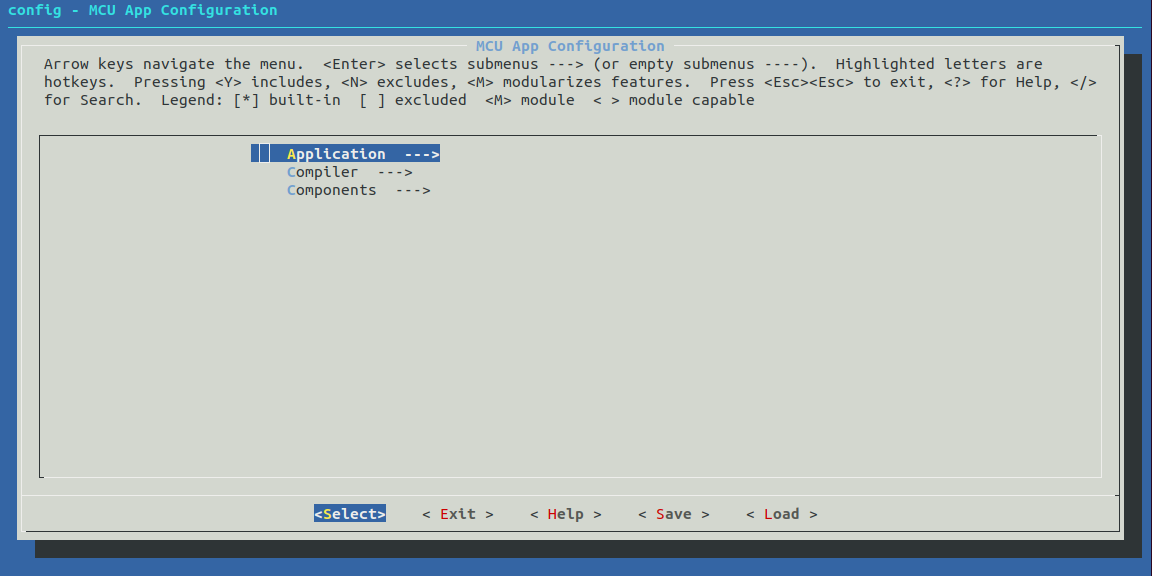 config - MCU App Configuration
MCU App Configuration
Arrow keys navigate the menu.  <Enter> selects submenus ---> (or empty submenus ----).  Highlighted letters are
hotkeys.  Pressing <Y> includes, <N> excludes, <M> modularizes features.  Press <Esc><Esc> to exit, <?> for Help, </>
for Search.  Legend: [*] built-in  [ ] excluded  <M> module  < > module capable
Application  --->
Compiler  --->
Components  --->
<Select>    < Exit >    < Help >    < Save >    < Load >